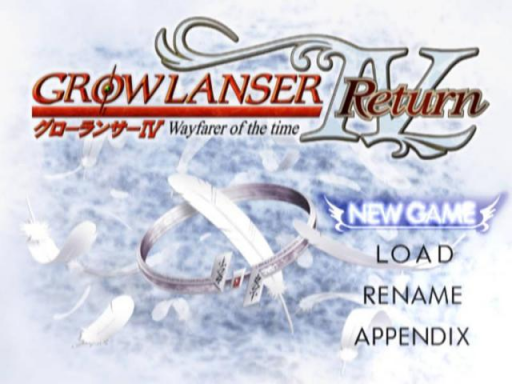 GROWLANSER IV Return
グローランサーIV Wayfarer of the time
NEW GAME
LOAD
RENAME
APPENDIX